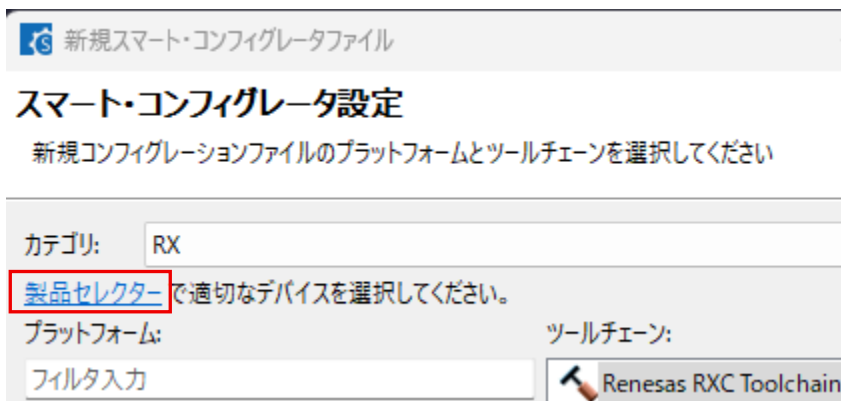 新規スマート・コンフィグレータファイル
スマート・コンフィグレータ設定
新規コンフィグレーションファイルのプラットフォームとツールチェーンを選択してください
カテゴリ: RX
製品セレクター で適切なデバイスを選択してください。
プラットフォーム: ツールチェーン:
フィルタ入力 Renesas RXC Toolchain